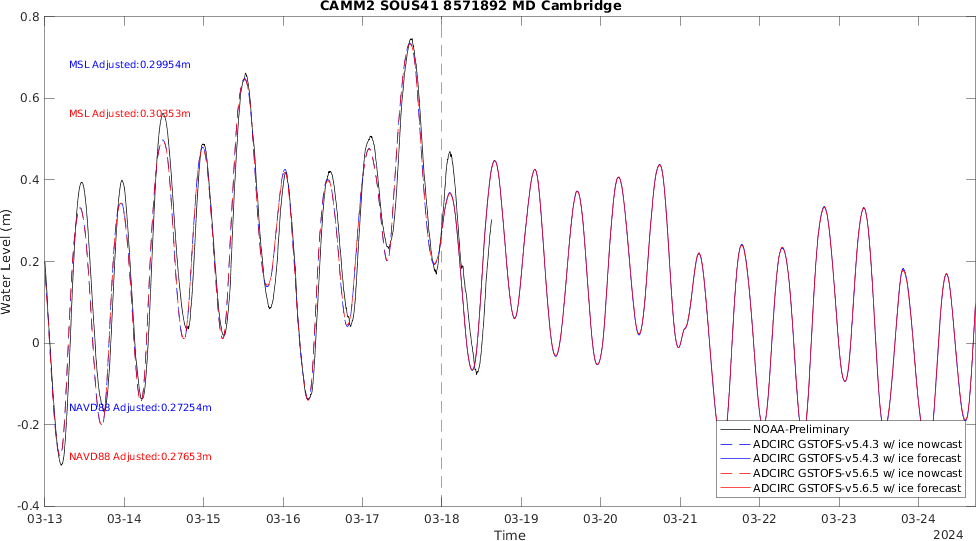 CAMM2 SOUS41 8571892 MD Cambridge
0.8
MSL Adjusted:0.29954m
0.6
MSL Adjusted:0.30353m
0.4
0.2
Water Level (m)
0
-0.2
NAVD88 Adjusted:0.27254m
NAVD88 Adjusted:0.27653m
-0.4
NOAA-Preliminary
ADCIRC GSTOFS-v5.4.3 w/ ice nowcast
ADCIRC GSTOFS-v5.4.3 w/ ice forecast
ADCIRC GSTOFS-v5.6.5 w/ ice nowcast
ADCIRC GSTOFS-v5.6.5 w/ ice forecast
03-13 03-14 03-15 03-16 03-17 03-18 03-19 03-20 03-21 03-22 03-23 03-24
Time
2024